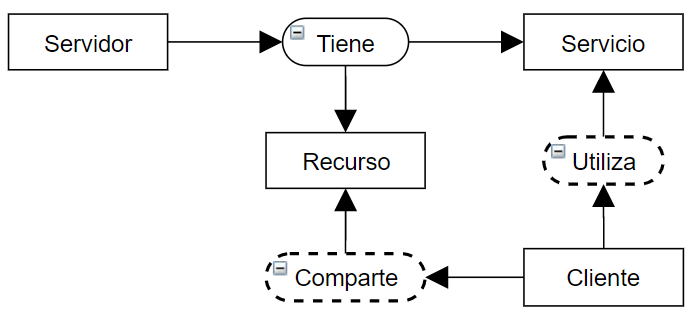 Servidor
Tiene
Servicio
Recurso
Utiliza
Comparte
Cliente